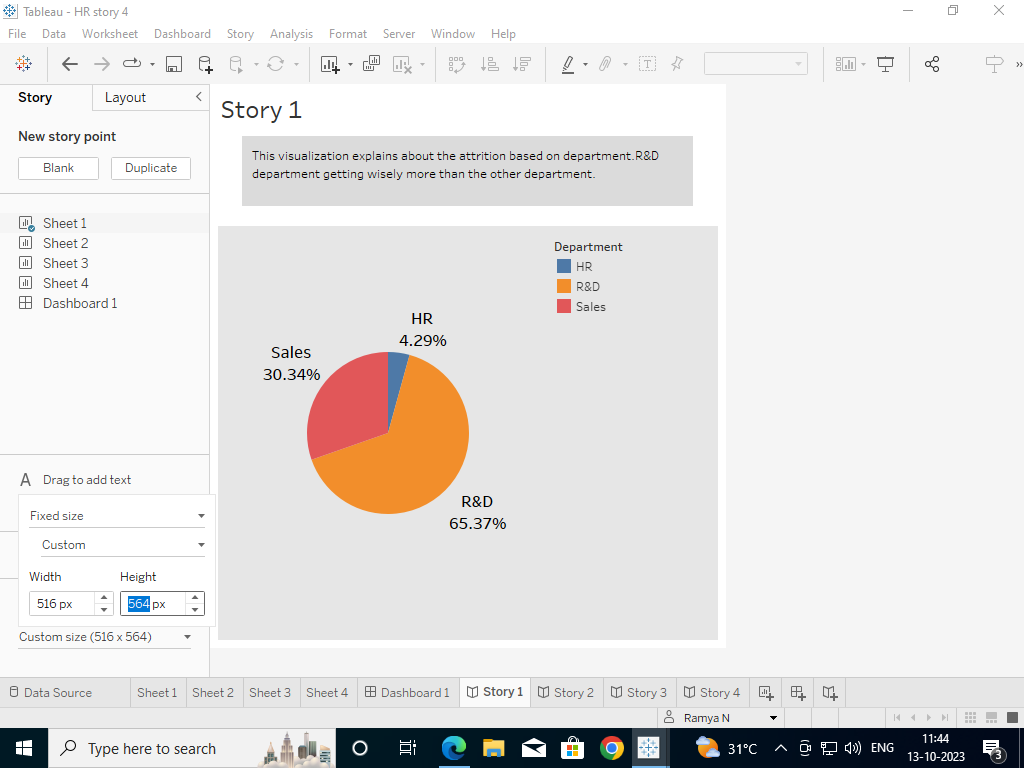 Tableau - HR story 4
File Data Worksheet Dashboard Story Analysis Format Server Window Help
Story Layout
New story point
Blank Duplicate
Sheet 1
Sheet 2
Sheet 3
Sheet 4
Dashboard 1
A Drag to add text
Fixed size
Custom
Width Height
516 px 564 px
Custom size (516 x 564)
Story 1
This visualization explains about the attrition based on department.R&D
department getting wisely more than the other department.
Department
HR
R&D
Sales
HR
4.29%
Sales
30.34%
R&D
65.37%
Data Source Sheet 1 Sheet 2 Sheet 3 Sheet 4 Dashboard 1 Story 1 Story 2 Story 3 Story 4
Ramya N
Type here to search 31°C ENG 11:44
13-10-2023 3